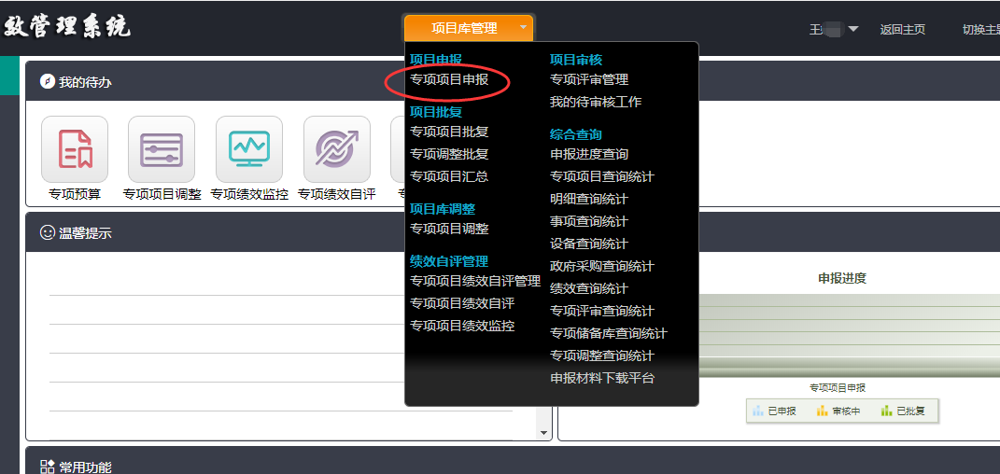 效管理系统
项目库管理
王
返回主页
切换主题
我的待办
专项预算
专项项目调整
专项绩效监控
专项绩效自评
温馨提示
项目申报
专项项目申报
项目批复
专项项目批复
专项调整批复
专项项目汇总
项目库调整
专项项目调整
绩效自评管理
专项项目绩效自评管理
专项项目绩效自评
专项项目绩效监控
项目审核
专项评审管理
我的待审核工作
综合查询
申报进度查询
专项项目查询统计
明细查询统计
事项查询统计
设备查询统计
政府采购查询统计
绩效查询统计
专项评审查询统计
专项储备库查询统计
专项调整查询统计
申报材料下载平台
申报进度
专项项目申报
已申报 审核中 已批复
常用功能